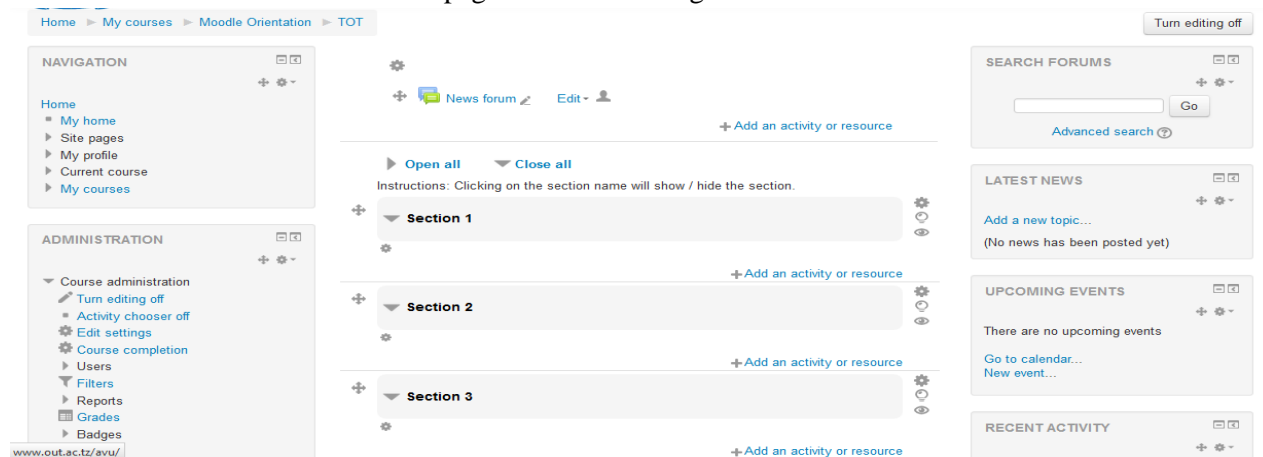 page
Home ▶ My courses ▶ Moodle Orientation ▶ TOT
Turn editing off
NAVIGATION
Home
My home
Site pages
My profile
Current course
My courses
ADMINISTRATION
Course administration
Turn editing off
Activity chooser off
Edit settings
Course completion
Users
Filters
Reports
Grades
Badges
www.out.ac.tz/avu/
News forum Edit
+ Add an activity or resource
Open all Close all
Instructions: Clicking on the section name will show / hide the section.
Section 1
+ Add an activity or resource
Section 2
+ Add an activity or resource
Section 3
+ Add an activity or resource
SEARCH FORUMS
Go
Advanced search
LATEST NEWS
Add a new topic...
(No news has been posted yet)
UPCOMING EVENTS
There are no upcoming events
Go to calendar...
New event...
RECENT ACTIVITY